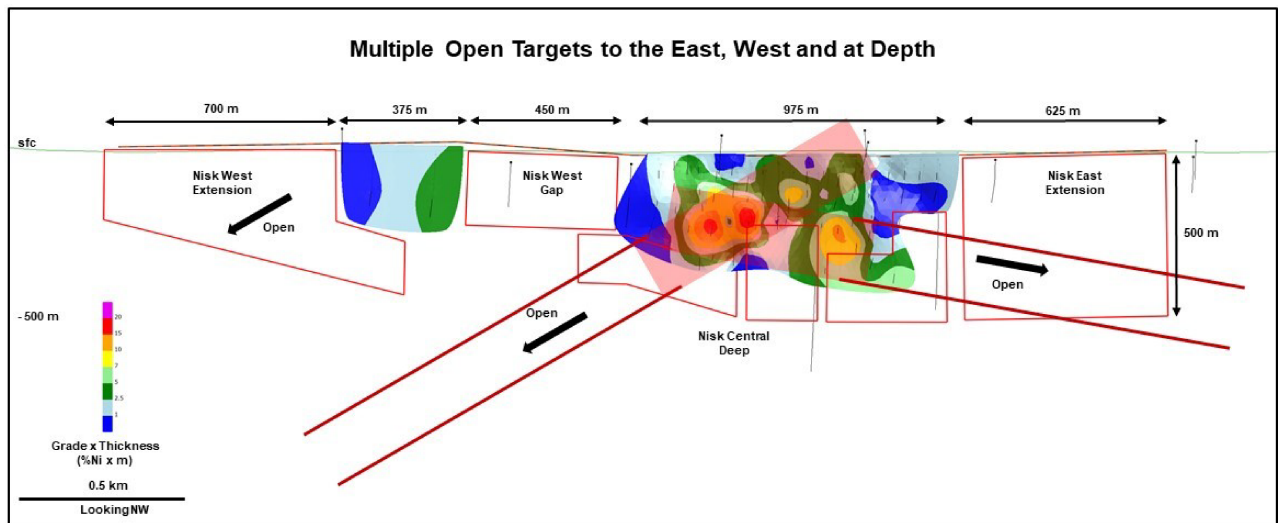 Multiple Open Targets to the East, West and at Depth
700 m
375 m
450 m
975 m
625 m
sfc
Nisk West
Extension
Open
Nisk West
Gap
Nisk East
Extension
500 m
Open
- 500 m
Open
Nisk Central
Deep
20
15
10
7
5
2.5
1
Grade x Thickness
(%Ni x m)
0.5 km
LookingNW